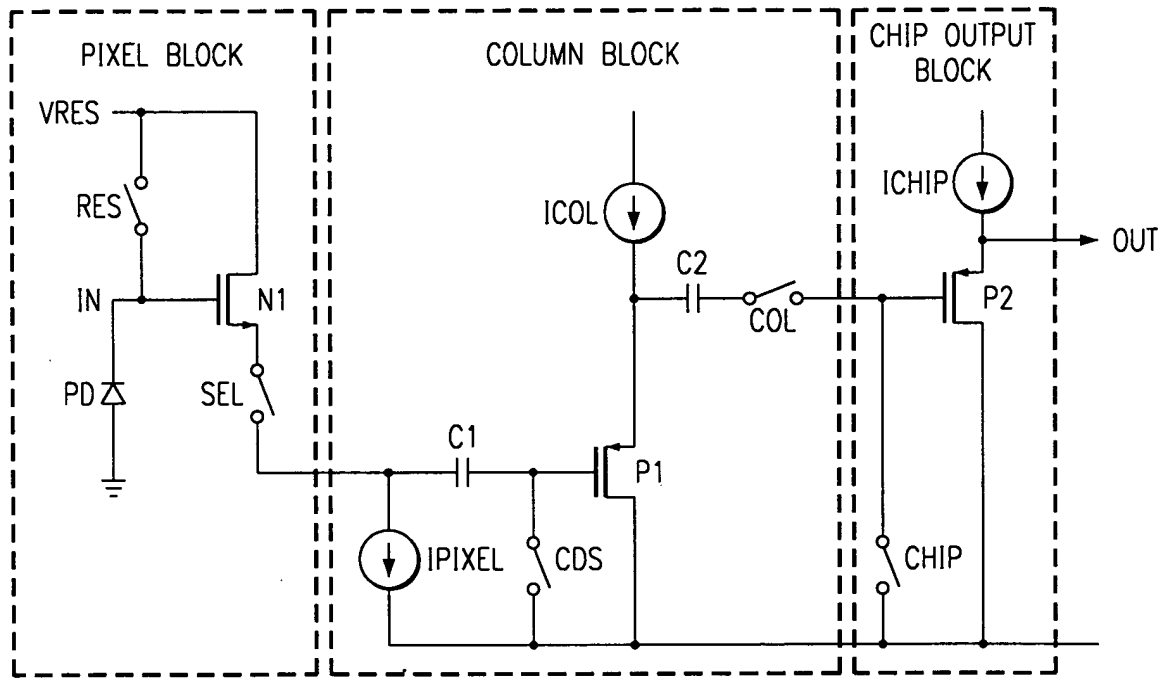 PIXEL BLOCK
COLUMN BLOCK
CHIP OUTPUT
BLOCK
VRES
RES
IN
N1
PD
SEL
ICOL
C2
COL
C1
P1
IPIXEL
CDS
ICHIP
OUT
P2
CHIP